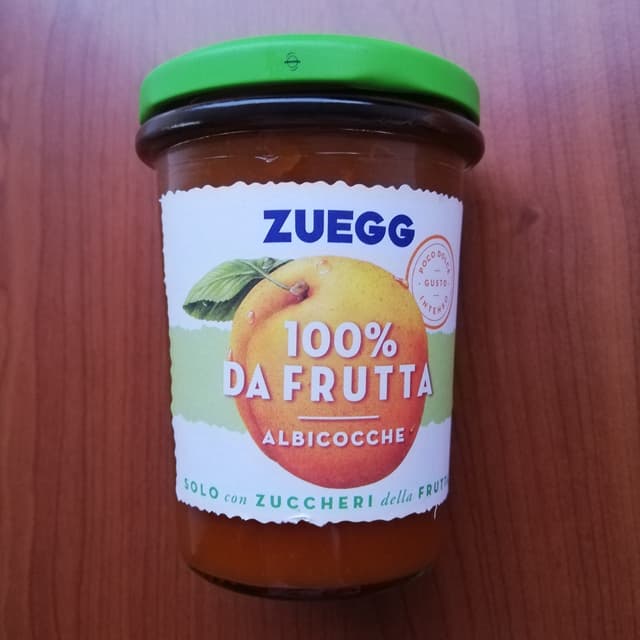 ZUEGG
POCO DOLCE
GUSTO
INTENSO
100%
DA FRUTTA
ALBICOCCHE
SOLO con ZUCCHERI della FRUTTA